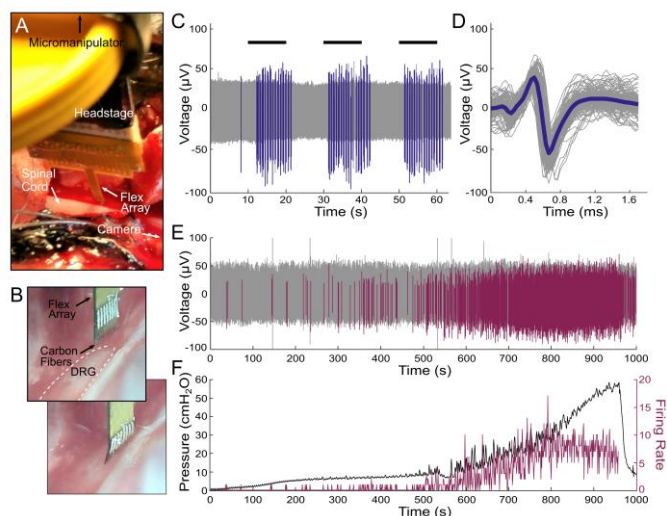 A
Micromanipulator
Headstage
Spinal
Cord
Flex
Array
Camera
B
Flex
Array
Carbon
Fibers
DRG
C
Voltage (µV)
100
50
0
-50
-100
0 10 20 30 40 50 60
Time (s)
D
Voltage (µV)
100
50
0
-50
-100
0 0.4 0.8 1.2 1.6
Time (ms)
E
Voltage (µV)
100
50
0
-50
-100
0 100 200 300 400 500 600 700 800 900 1000
Time (s)
F
Pressure (cmH₂O)
60
50
40
30
20
10
0
0 100 200 300 400 500 600 700 800 900 1000
Time (s)
20
15
10
5
0
Firing Rate